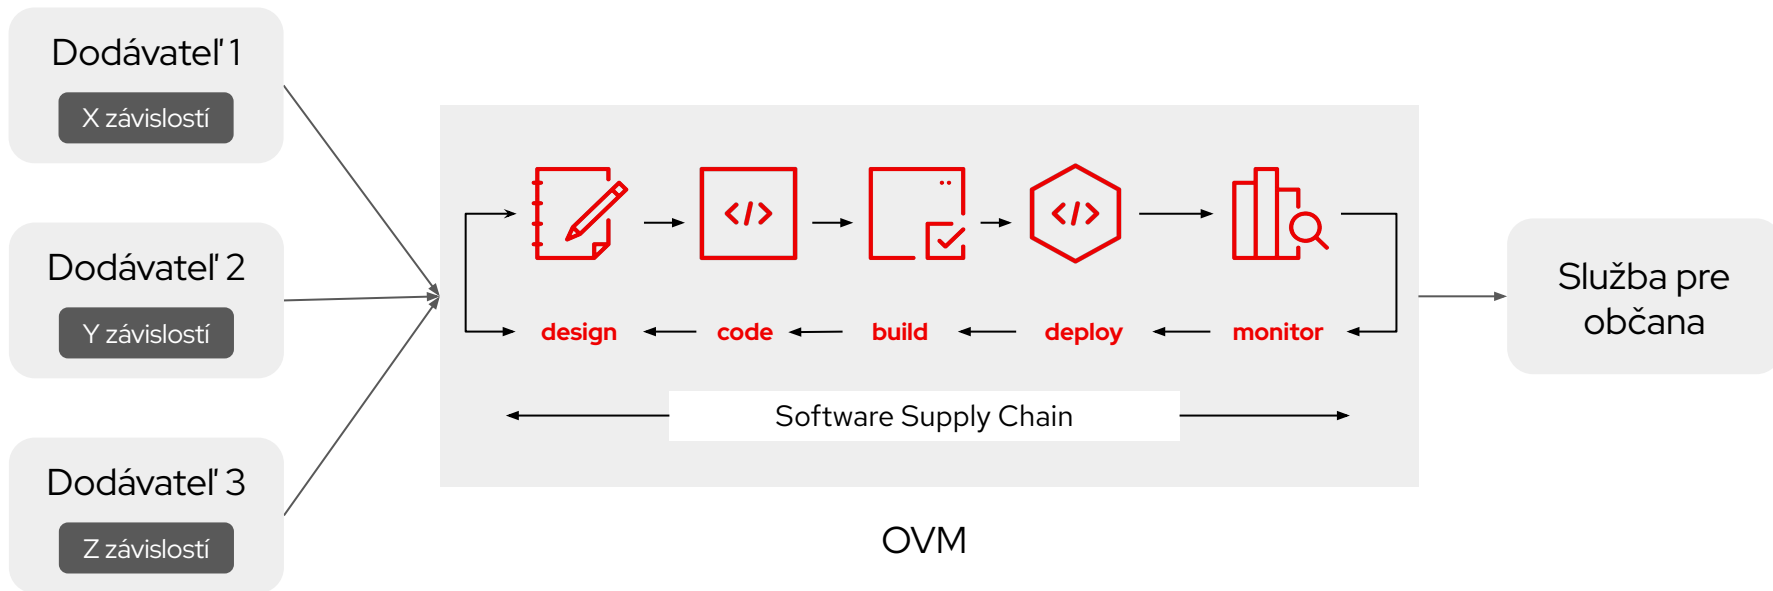 Dodávateľ 1
X závislostí
Dodávateľ 2
Y závislostí
Dodávateľ 3
Z závislostí
design
code
build
deploy
monitor
Software Supply Chain
OVM
Služba pre
občana